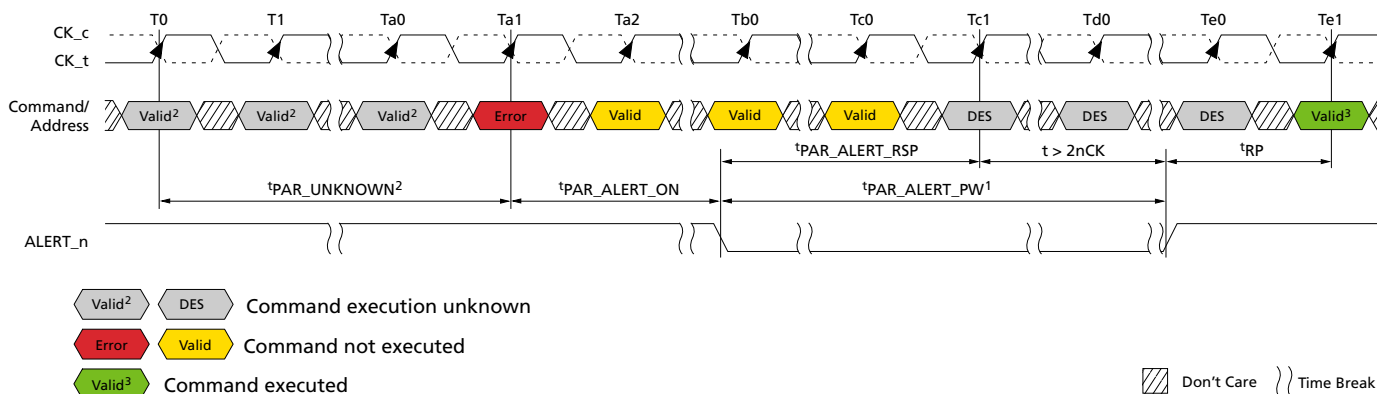 T0 T1 Ta0 Ta1 Ta2 Tb0 Tc0 Tc1 Td0 Te0 Te1
CK_c
CK_t
Command/
Address
Valid² Valid² Valid² Error Valid Valid Valid DES DES DES Valid³
tPAR_ALERT_RSP t > 2nCK tRP
tPAR_UNKNOWN² tPAR_ALERT_ON tPAR_ALERT_PW¹
ALERT_n
Valid² DES Command execution unknown
Error Valid Command not executed
Valid³ Command executed
Don't Care Time Break